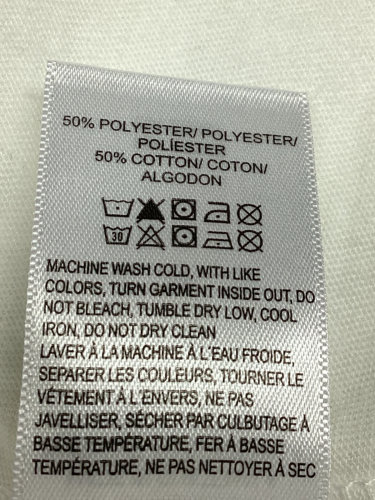 50% POLYESTER/ POLYESTER/
POLÍESTER
50% COTTON/ COTON/
ALGODON
30
MACHINE WASH COLD, WITH LIKE
COLORS, TURN GARMENT INSIDE OUT, DO
NOT BLEACH, TUMBLE DRY LOW, COOL
IRON, DO NOT DRY CLEAN
LAVER À LA MACHINE À L'EAU FROIDE,
SEPARER LES COULEURS, TOURNER LE
VÊTEMENT À L'ENVERS, NE PAS
JAVELLISER, SÉCHER PAR CULBUTAGE À
BASSE TEMPÉRATURE, FER À BASSE
TEMPÉRATURE, NE PAS NETTOYER À SEC